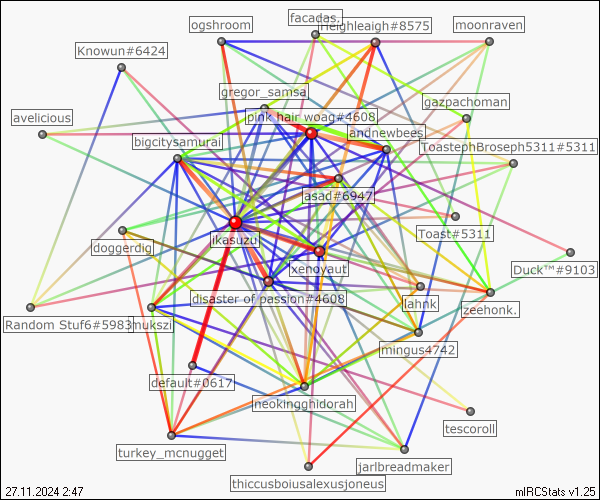 facadas.
ogshroom
Heighleaigh#8575
moonraven
Knowun#6424
gregor_samsa
gazpachoman
avelicious
pink hair woag#4608
andnewbees
bigcitysamurai
ToastephBroseph5311#5311
asad#6947
Toast#5311
ikasuzu
doggerdig
xenoyaut
Duck™#9103
disaster of passion#4608
lahnk
zeehonk.
Random Stuf6#5983
mukszi
mingus4742
default#0617
neokingghidorah
tescoroll
turkey_mcnugget
jarlbreadmaker
thiccusboiusalexusjoneus
27.11.2024 2:47
mIRCStats v1.25